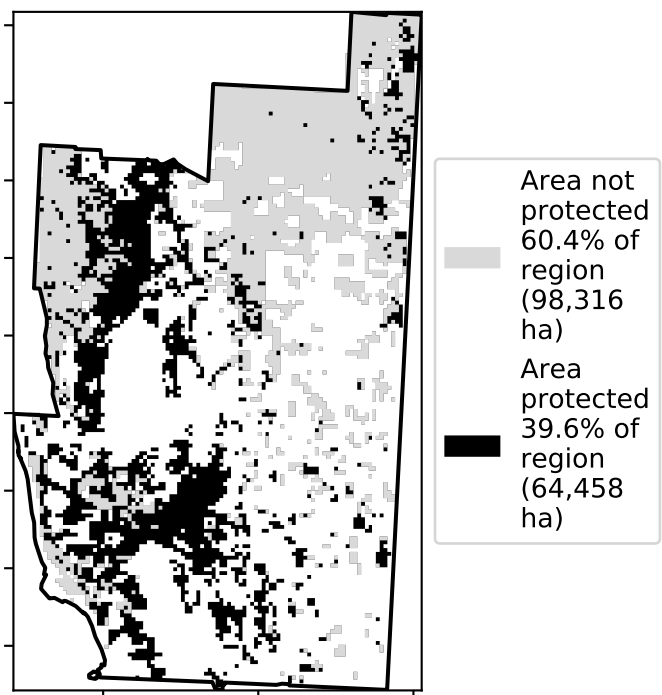 Area not
protected
60.4% of
region
(98,316
ha)
Area
protected
39.6% of
region
(64,458
ha)